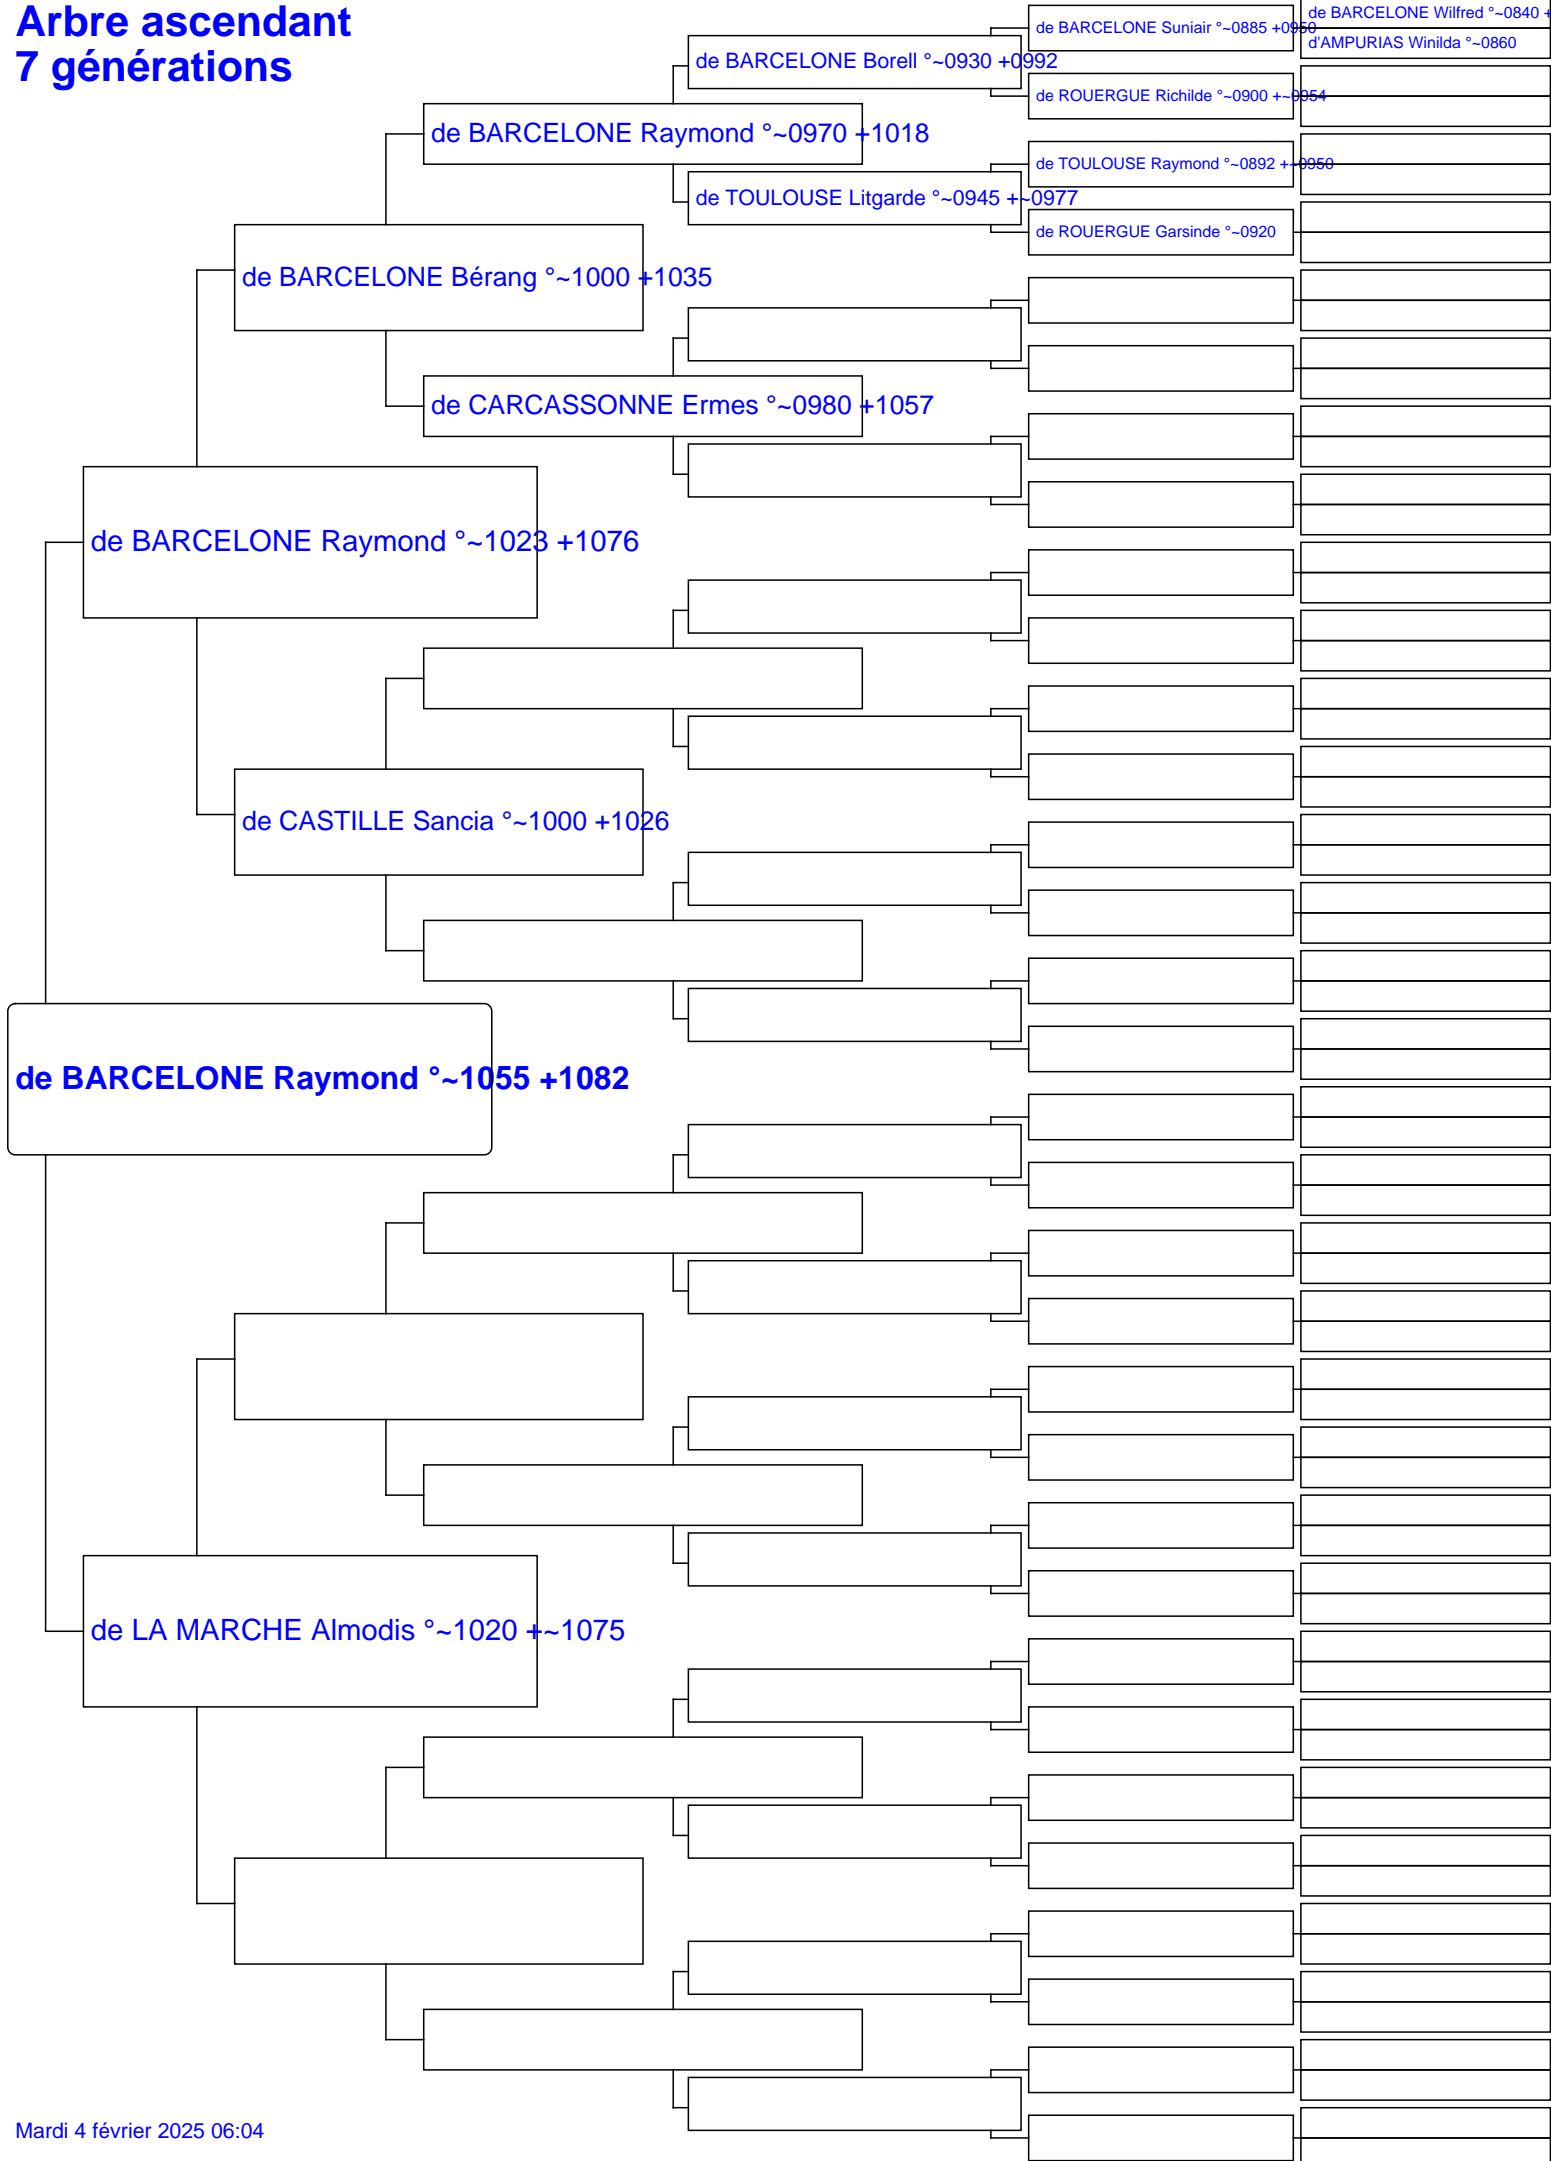 Arbre ascendant
7 générations
de BARCELONE Wilfred °~0840 +
de BARCELONE Suniair °~0885 +0950
d'AMPURIAS Winilda °~0860
de BARCELONE Borell °~0930 +0992
de ROUERGUE Richilde °~0900 +~0954
de BARCELONE Raymond °~0970 +1018
de TOULOUSE Raymond °~0892 +~0950
de TOULOUSE Litgarde °~0945 +~0977
de ROUERGUE Garsinde °~0920
de BARCELONE Bérang °~1000 +1035
de CARCASSONNE Ermes °~0980 +1057
de BARCELONE Raymond °~1023 +1076
de CASTILLE Sancia °~1000 +1026
de BARCELONE Raymond °~1055 +1082
de LA MARCHE Almodis °~1020 +~1075
Mardi 4 février 2025 06:04